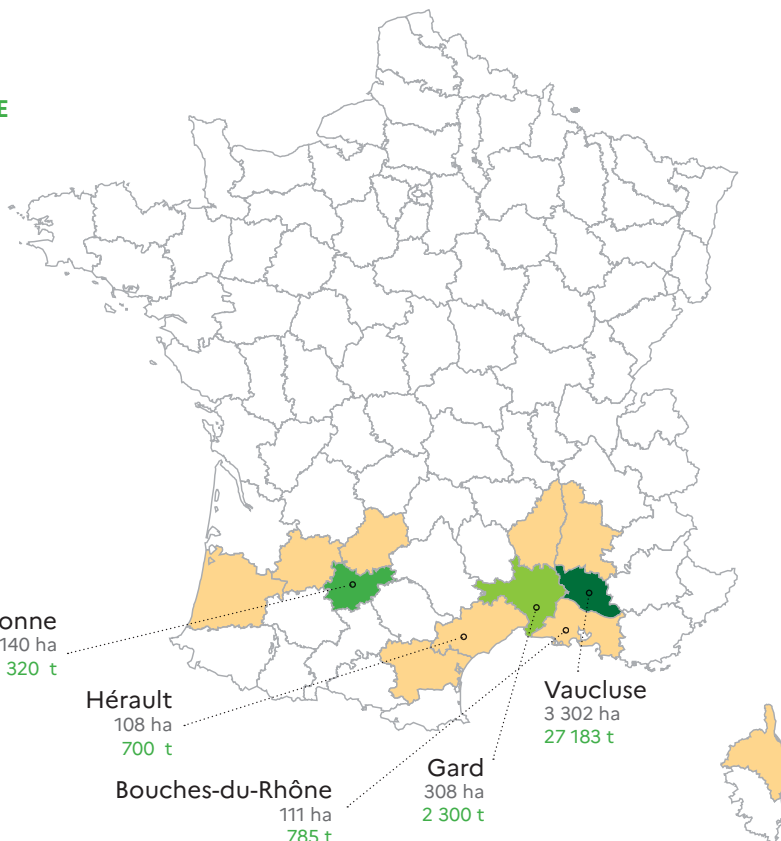 E
onne
140 ha
320 t
Hérault
108 ha
700 t
Bouches-du-Rhône
111 ha
785 t
Gard
308 ha
2 300 t
Vaucluse
3 302 ha
27 183 t